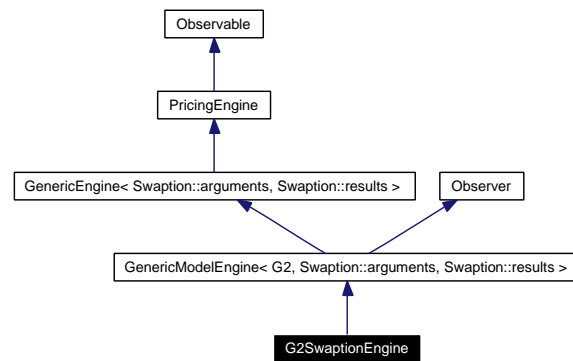 Observable
PricingEngine
GenericEngine< Swaption::arguments, Swaption::results >
Observer
GenericModelEngine< G2, Swaption::arguments, Swaption::results >
G2SwaptionEngine